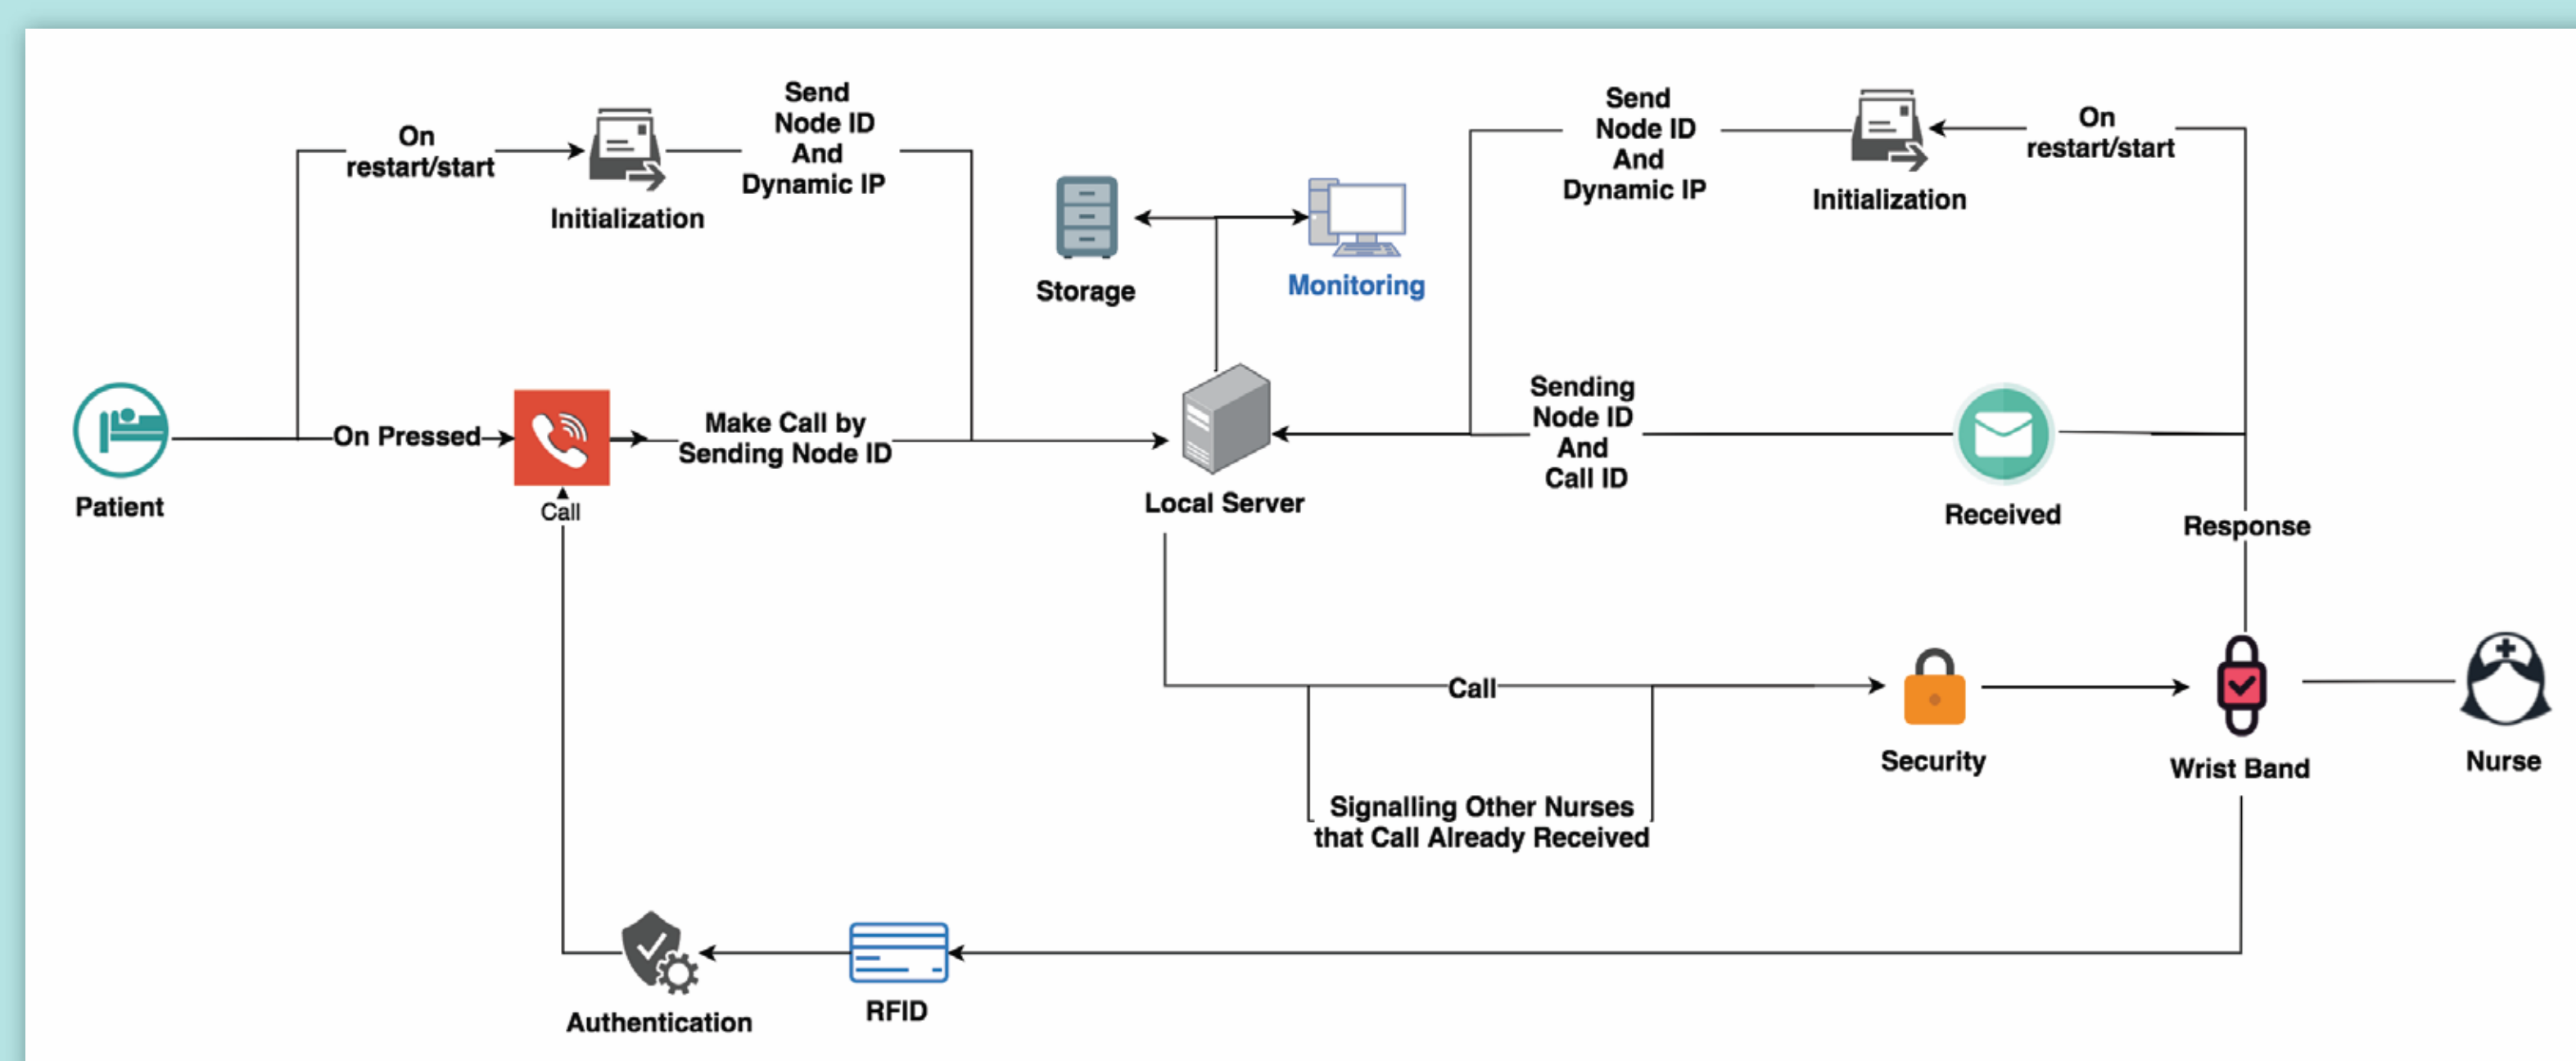 Send
Node ID
And
Dynamic IP
On
restart/start
Initialization
Send
Node ID
And
Dynamic IP
On
restart/start
Initialization
Storage
Monitoring
Patient
On Pressed
Call
Make Call by
Sending Node ID
Local Server
Sending
Node ID
And
Call ID
Received
Response
Call
Signalling Other Nurses
that Call Already Received
Security
Wrist Band
Nurse
Authentication
RFID